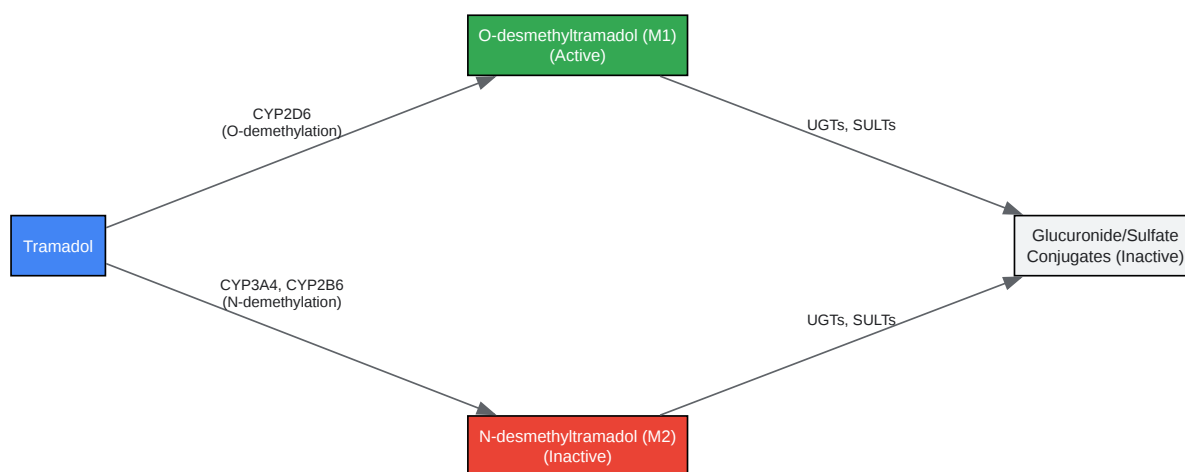 O-desmethyltramadol (M1)
(Active)
CYP2D6
(O-demethylation)
UGTs, SULTs
Tramadol
Glucuronide/Sulfate
Conjugates (Inactive)
CYP3A4, CYP2B6
(N-demethylation)
UGTs, SULTs
N-desmethyltramadol (M2)
(Inactive)